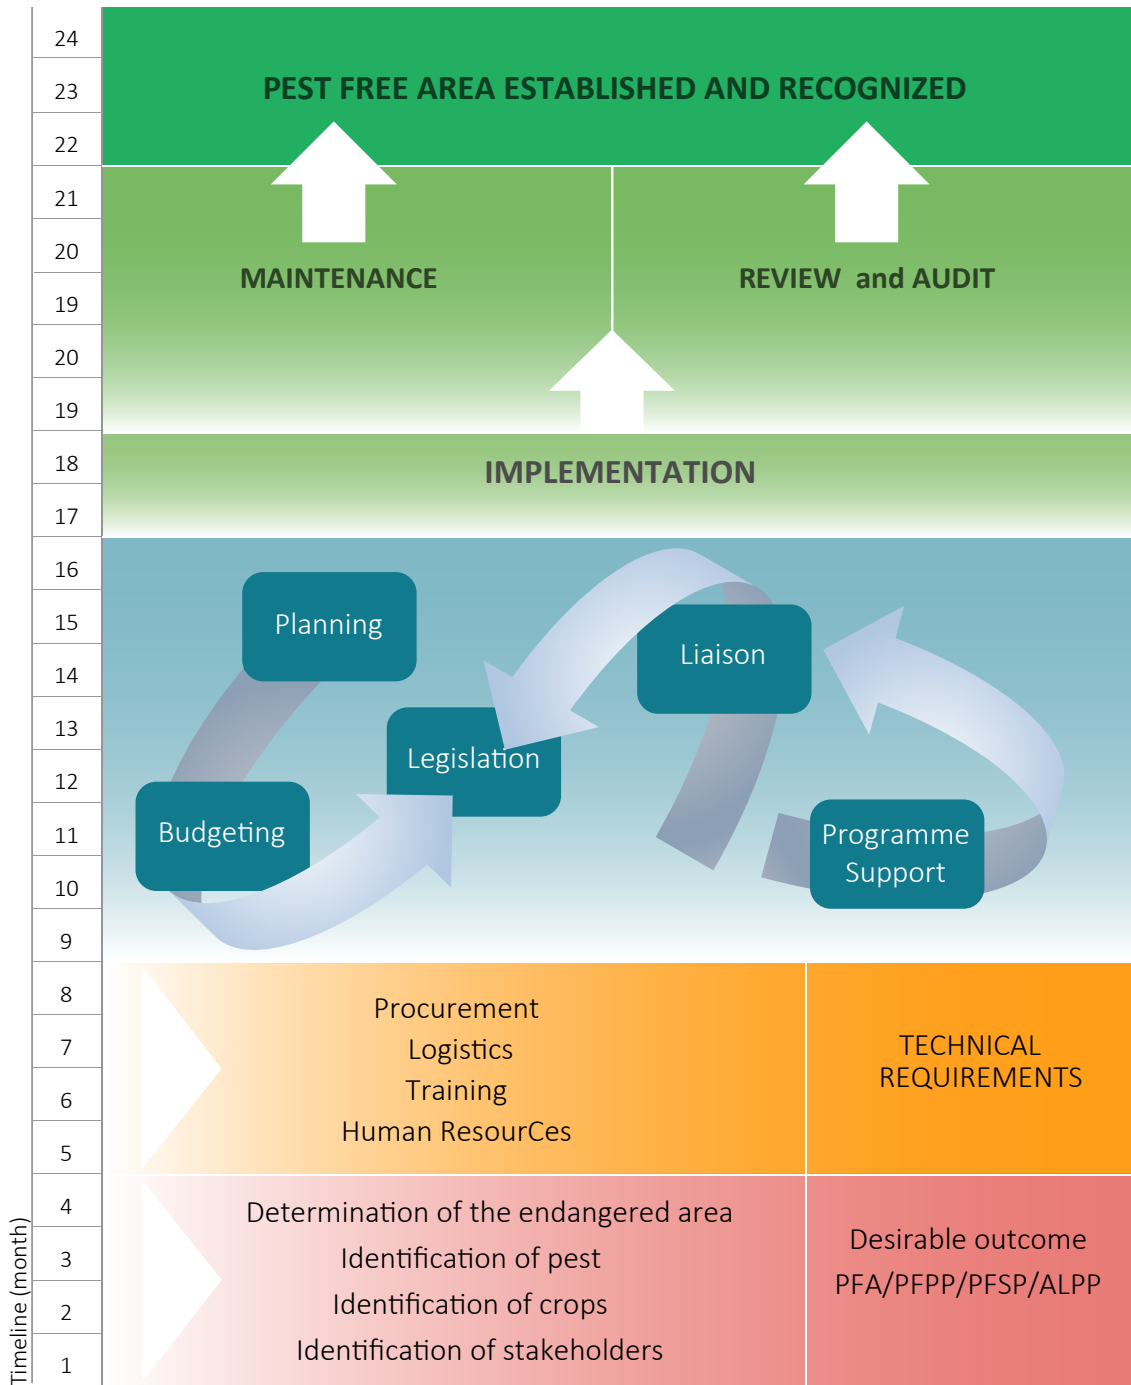 24
23
22
21
20
19
20
19
18
17
16
15
14
13
12
11
10
9
8
7
6
5
4
3
2
1
Timeline (month)
PEST FREE AREA ESTABLISHED AND RECOGNIZED
MAINTENANCE
REVIEW and AUDIT
IMPLEMENTATION
Planning
Liaison
Legislation
Budgeting
Programme
Support
Procurement
Logistics
Training
Human ResourCes
TECHNICAL
REQUIREMENTS
Determination of the endangered area
Identification of pest
Identification of crops
Identification of stakeholders
Desirable outcome
PFA/PFPP/PFSP/ALPP